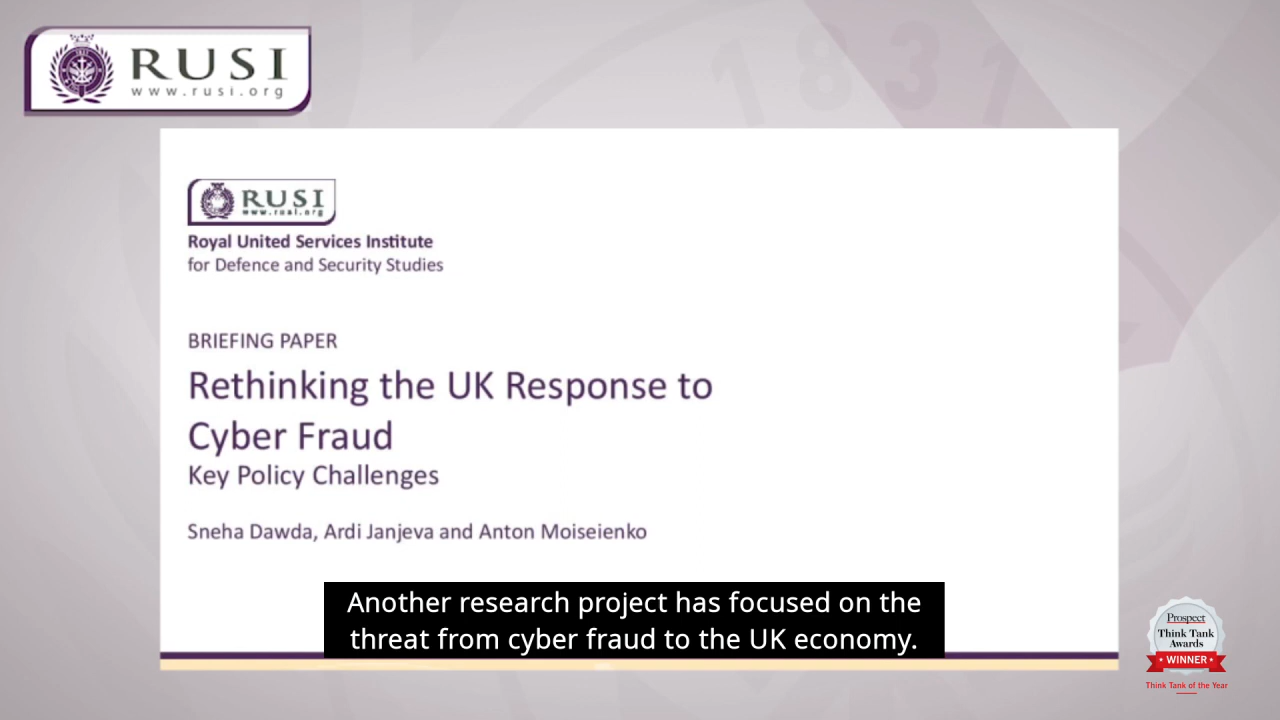 RUSI
www.rusi.org
1831
RUSI
www.rusi.org
Royal United Services Institute
for Defence and Security Studies
BRIEFING PAPER
Rethinking the UK Response to
Cyber Fraud
Key Policy Challenges
Sneha Dawda, Ardi Janjeva and Anton Moiseienko
Another research project has focused on the
threat from cyber fraud to the UK economy.
Prospect
Think Tank
Awards
WINNER
Think Tank of the Year